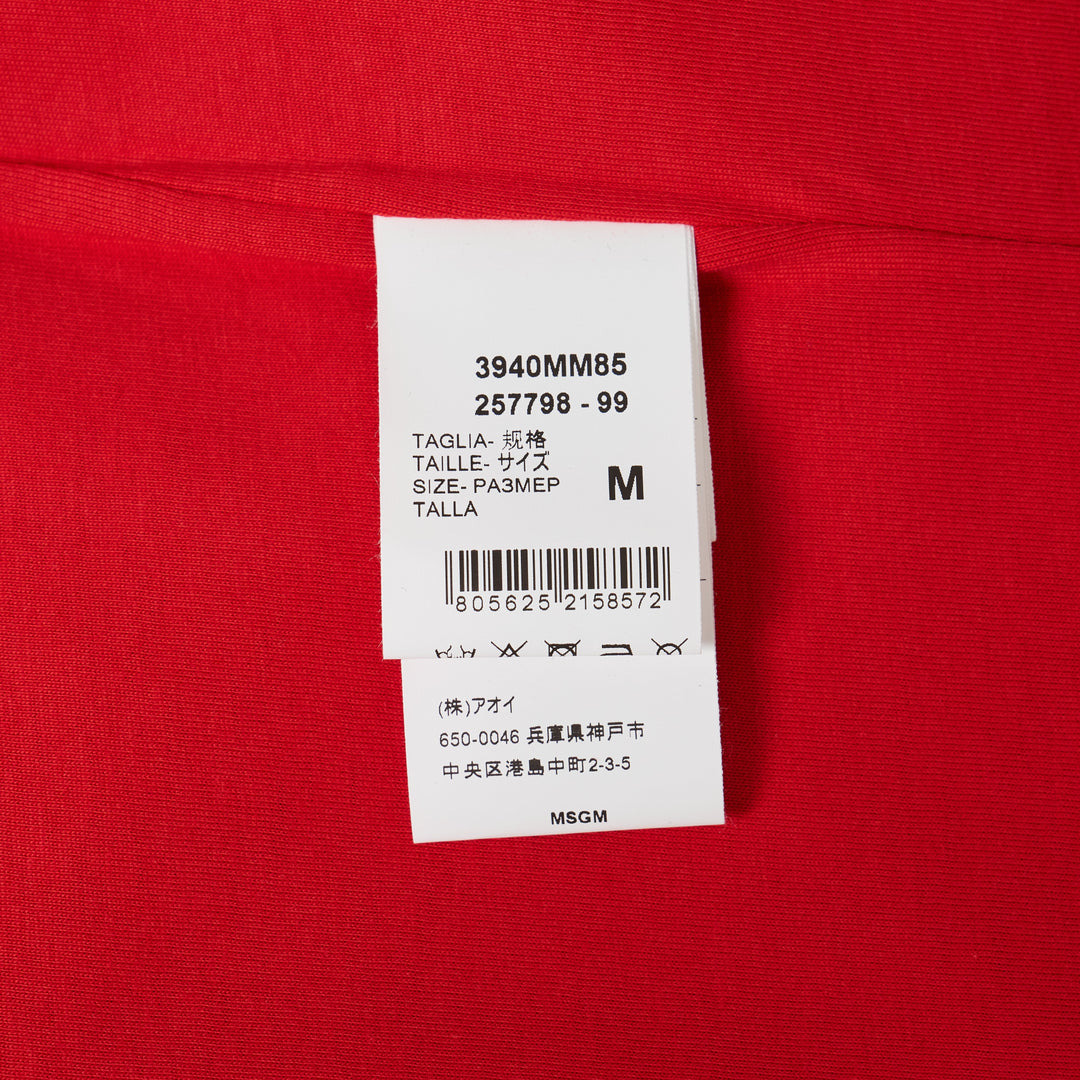 3940MM85
257798 - 99
TAGLIA- 规格
TAILLE- サイズ
SIZE- РАЗМЕР
TALLA
M
805625 2158572
(株)アオイ
650-0046 兵庫県神戸市
中央区港島中町2-3-5
MSGM